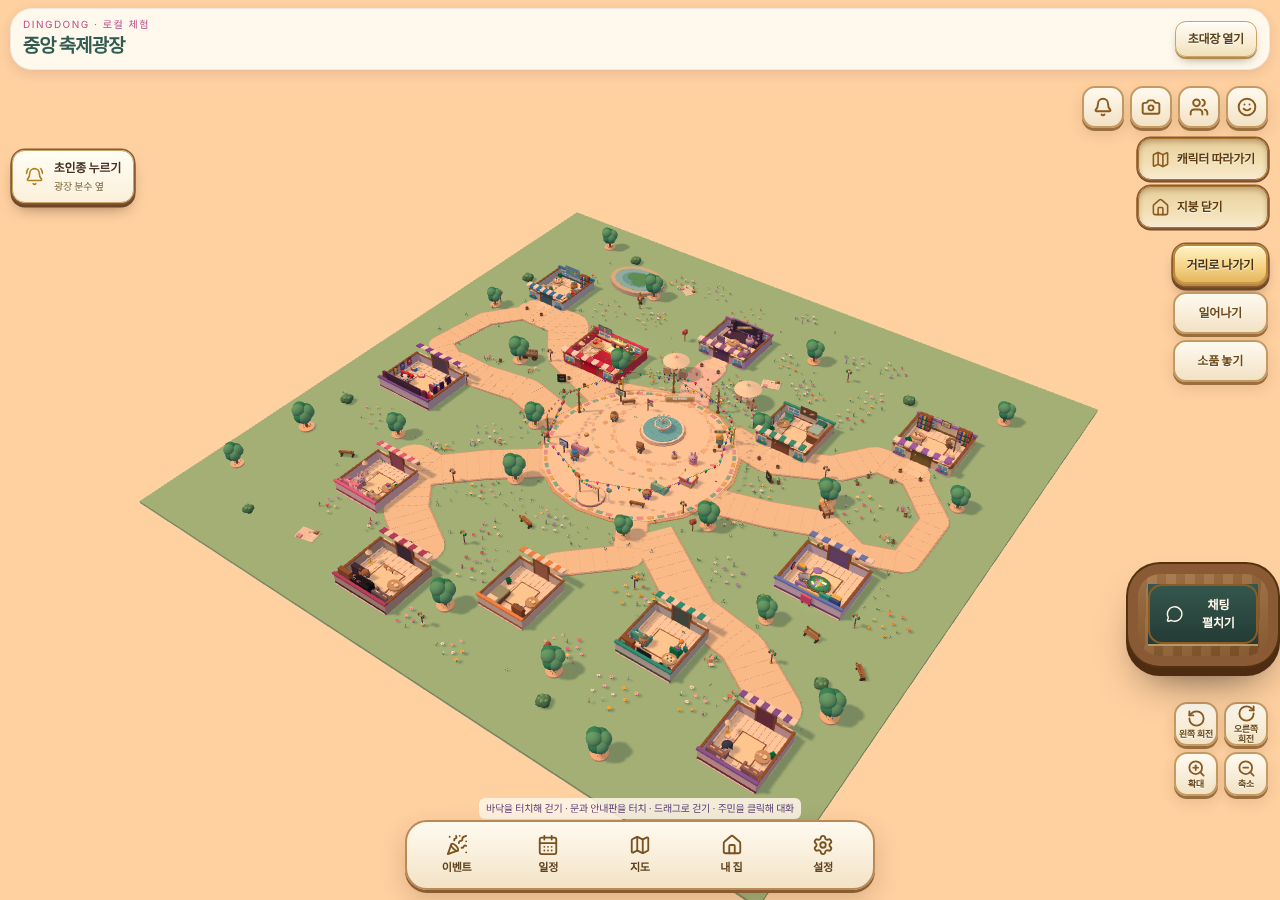 DINGDONG · 로컬 체험
중앙 축제광장
초대장 열기
초인종 누르기
광장 분수 옆
캐릭터 따라가기
지붕 닫기
거리로 나가기
일어나기
소품 놓기
채팅
펼치기
왼쪽 회전
오른쪽
회전
확대
축소
바닥을 터치해 걷기 · 문과 안내판을 터치 · 드래그로 걷기 · 주민을 클릭해 대화
이벤트
일정
지도
내 집
설정